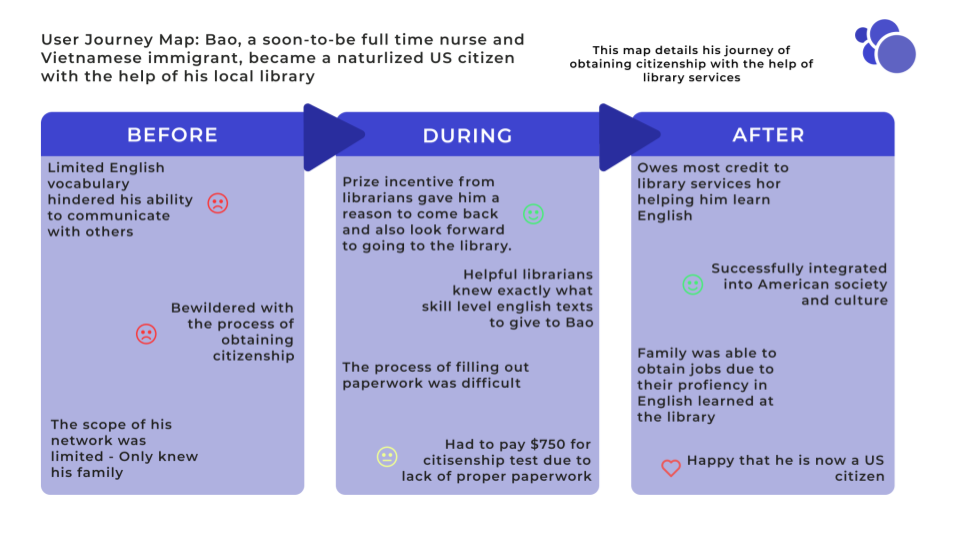 User Journey Map: Bao, a soon-to-be full time nurse and
Vietnamese immigrant, became a naturlized US citizen
with the help of his local library
This map details his journey of
obtaining citizenship with the help of
library services
BEFORE
Limited English
vocabulary
hindered his ability
to communicate
with others
Bewildered with
the process of
obtaining
citizenship
The scope of his
network was
limited - Only knew
his family
DURING
Prize incentive from
librarians gave him a
reason to come back
and also look forward
to going to the library.
Helpful librarians
knew exactly what
skill level english texts
to give to Bao
The process of filling out
paperwork was difficult
Had to pay $750 for
citisenship test due to
lack of proper paperwork
AFTER
Owes most credit to
library services hor
helping him learn
English
Successfully integrated
into American society
and culture
Family was able to
obtain jobs due to
their profiency in
English learned at
the library
Happy that he is now a US
citizen